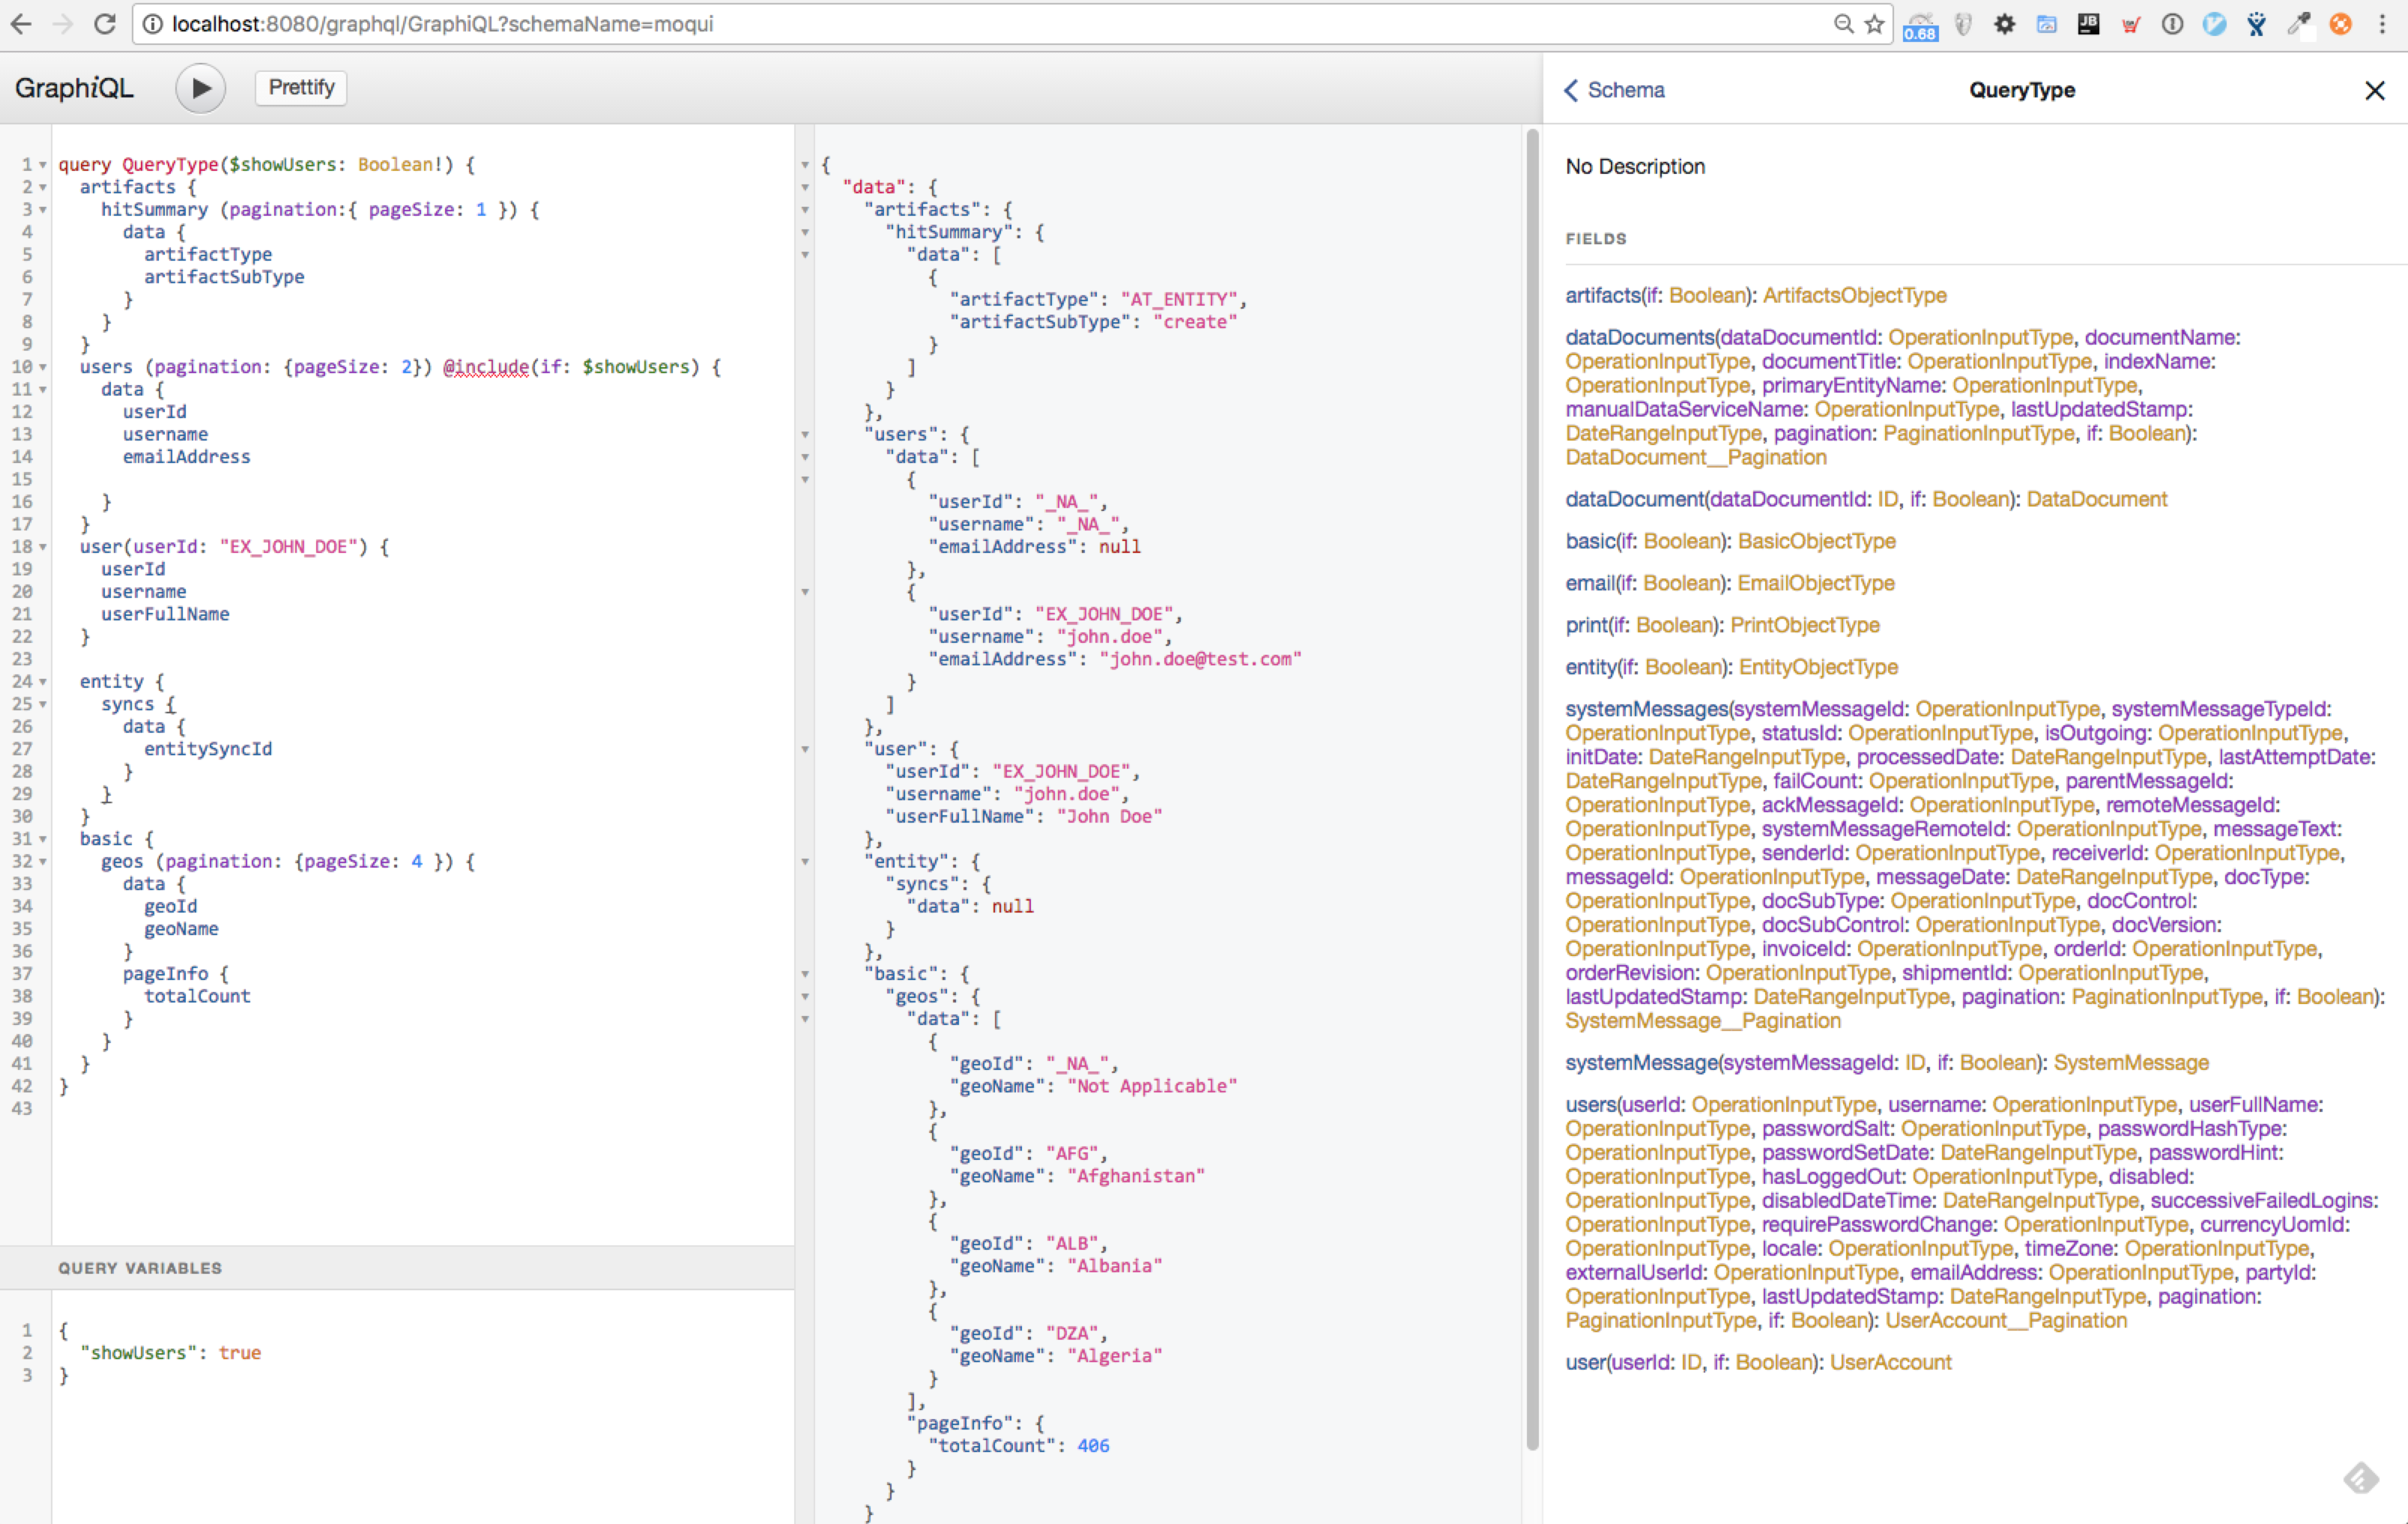 localhost:8080/graphql/GraphiQL?schemaName=moqui
0.68
JB
GraphiQL
Prettify
1 query QueryType($showUsers: Boolean!) {
2 artifacts {
3 hitSummary (pagination:{ pageSize: 1 }) {
4 data {
5 artifactType
6 artifactSubType
7 }
8 }
9 }
10 users (pagination: {pageSize: 2}) @include(if: $showUsers) {
11 data {
12 userId
13 username
14 emailAddress
15
16 }
17 }
18 user(userId: "EX_JOHN_DOE") {
19 userId
20 username
21 userFullName
22 }
23
24 entity {
25 syncs {
26 data {
27 entitySyncId
28 }
29 }
30 }
31 basic {
32 geos (pagination: {pageSize: 4 }) {
33 data {
34 geoId
35 geoName
36 }
37 pageInfo {
38 totalCount
39 }
40 }
41 }
42 }
43
QUERY VARIABLES
1 {
2 "showUsers": true
3 }
{
"data": {
"artifacts": {
"hitSummary": {
"data": [
{
"artifactType": "AT_ENTITY",
"artifactSubType": "create"
}
]
}
},
"users": {
"data": [
{
"userId": "_NA_",
"username": "_NA_",
"emailAddress": null
},
{
"userId": "EX_JOHN_DOE",
"username": "john.doe",
"emailAddress": "john.doe@test.com"
}
]
},
"user": {
"userId": "EX_JOHN_DOE",
"username": "john.doe",
"userFullName": "John Doe"
},
"entity": {
"syncs": {
"data": null
}
},
"basic": {
"geos": {
"data": [
{
"geoId": "_NA_",
"geoName": "Not Applicable"
},
{
"geoId": "AFG",
"geoName": "Afghanistan"
},
{
"geoId": "ALB",
"geoName": "Albania"
},
{
"geoId": "DZA",
"geoName": "Algeria"
}
],
"pageInfo": {
"totalCount": 406
}
}
}
Schema
QueryType
No Description
FIELDS
artifacts(if: Boolean): ArtifactsObjectType
dataDocuments(dataDocumentId: OperationInputType, documentName:
OperationInputType, documentTitle: OperationInputType, indexName:
OperationInputType, primaryEntityName: OperationInputType,
manualDataServiceName: OperationInputType, lastUpdatedStamp:
DateRangeInputType, pagination: PaginationInputType, if: Boolean):
DataDocument__Pagination
dataDocument(dataDocumentId: ID, if: Boolean): DataDocument
basic(if: Boolean): BasicObjectType
email(if: Boolean): EmailObjectType
print(if: Boolean): PrintObjectType
entity(if: Boolean): EntityObjectType
systemMessages(systemMessageId: OperationInputType, systemMessageTypeId:
OperationInputType, statusId: OperationInputType, isOutgoing: OperationInputType,
initDate: DateRangeInputType, processedDate: DateRangeInputType, lastAttemptDate:
DateRangeInputType, failCount: OperationInputType, parentMessageId:
OperationInputType, ackMessageId: OperationInputType, remoteMessageId:
OperationInputType, systemMessageRemoteId: OperationInputType, messageText:
OperationInputType, senderId: OperationInputType, receiverId: OperationInputType,
messageId: OperationInputType, messageDate: DateRangeInputType, docType:
OperationInputType, docSubType: OperationInputType, docControl:
OperationInputType, docSubControl: OperationInputType, docVersion:
OperationInputType, invoiceId: OperationInputType, orderId: OperationInputType,
orderRevision: OperationInputType, shipmentId: OperationInputType,
lastUpdatedStamp: DateRangeInputType, pagination: PaginationInputType, if: Boolean):
SystemMessage__Pagination
systemMessage(systemMessageId: ID, if: Boolean): SystemMessage
users(userId: OperationInputType, username: OperationInputType, userFullName:
OperationInputType, passwordSalt: OperationInputType, passwordHashType:
OperationInputType, passwordSetDate: DateRangeInputType, passwordHint:
OperationInputType, hasLoggedOut: OperationInputType, disabled:
OperationInputType, disabledDateTime: DateRangeInputType, successiveFailedLogins:
OperationInputType, requirePasswordChange: OperationInputType, currencyUomId:
OperationInputType, locale: OperationInputType, timeZone: OperationInputType,
externalUserId: OperationInputType, emailAddress: OperationInputType, partyId:
OperationInputType, lastUpdatedStamp: DateRangeInputType, pagination:
PaginationInputType, if: Boolean): UserAccount__Pagination
user(userId: ID, if: Boolean): UserAccount